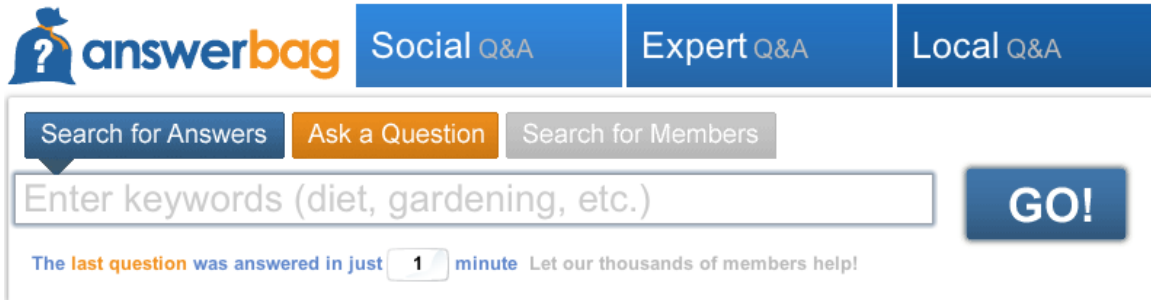 ? answerbag Social Q&A Expert Q&A Local Q&A
Search for Answers Ask a Question Search for Members
Enter keywords (diet, gardening, etc.) GO!
The last question was answered in just 1 minute Let our thousands of members help!